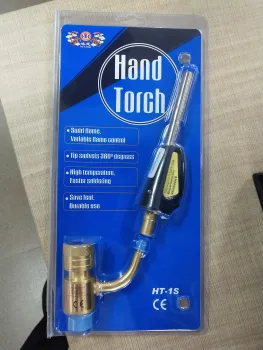 Hand
Torch
Swirl flame,
Variable flame control
Tip swivels 360° degrees
High temperature,
Faster soldering
Save fuel,
Durable use
HT-1S
CE